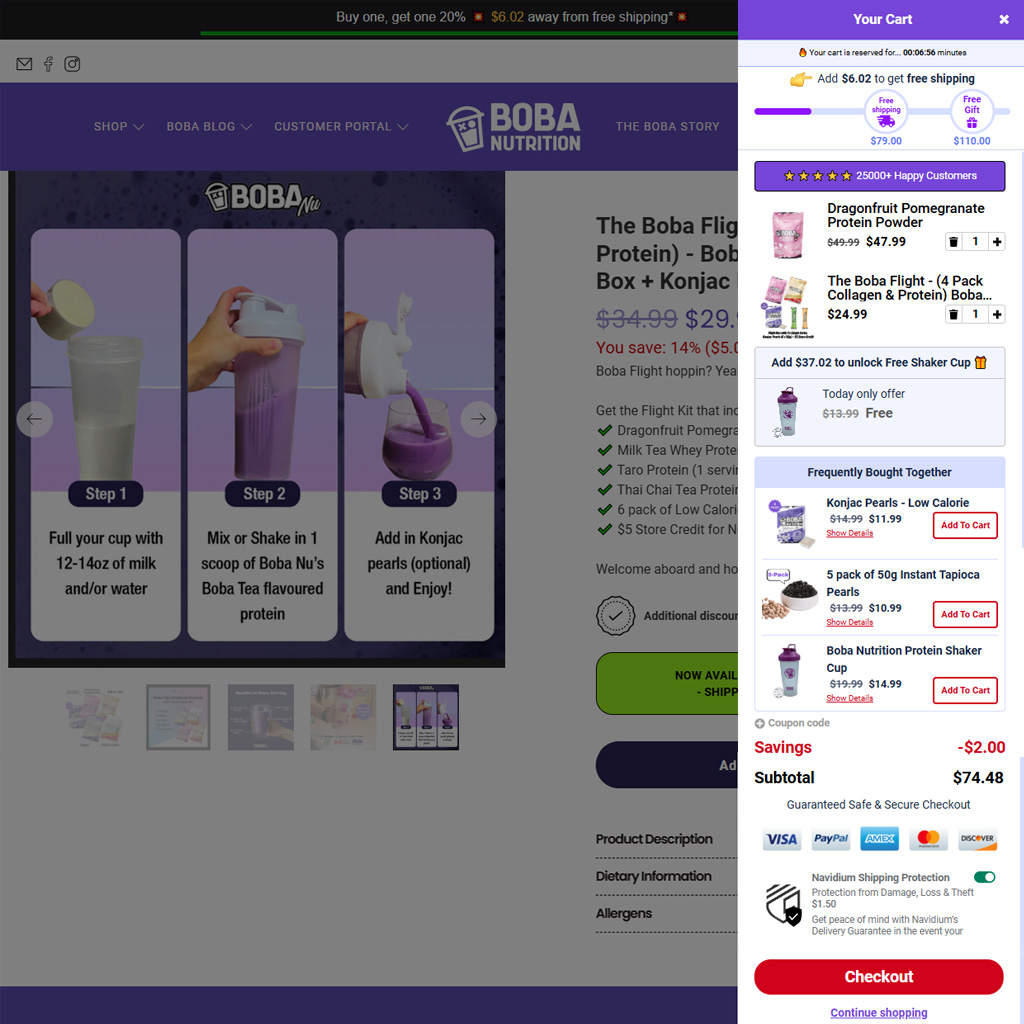 Buy one, get one 20% 💥 $6.02 away from free shipping*💥
SHOP
BOBA BLOG
CUSTOMER PORTAL
BOBA
NUTRITION
THE BOBA STORY
BOBA Nu
Step 1
Full your cup with
12-14oz of milk
and/or water
Step 2
Mix or Shake in 1
scoop of Boba Nu's
Boba Tea flavoured
protein
Step 3
Add in Konjac
pearls (optional)
and Enjoy!
The Boba Flig
Protein) - Bob
Box + Konjac
$34.99 $29.
You save: 14% ($5.0
Boba Flight hoppin? Yea
Get the Flight Kit that inc
Dragonfruit Pomegra
Milk Tea Whey Prote
Taro Protein (1 servin
Thai Chai Tea Protein
6 pack of Low Calorie
$5 Store Credit for N
Welcome aboard and ho
Additional discoun
NOW AVAIL
- SHIPP
Ad
Product Description
Dietary Information
Allergens
Your Cart
🔥 Your cart is reserved for... 00:06:56 minutes
👉 Add $6.02 to get free shipping
Free
shipping
$79.00
Free
Gift
$110.00
⭐⭐⭐⭐⭐ 25000+ Happy Customers
Dragonfruit Pomegranate
Protein Powder
$49.99 $47.99
1
The Boba Flight - (4 Pack
Collagen & Protein) Boba...
$24.99
1
Add $37.02 to unlock Free Shaker Cup 🎁
Today only offer
$13.99 Free
Frequently Bought Together
Konjac Pearls - Low Calorie
$14.99 $11.99
Show Details
Add To Cart
5-Pack
5 pack of 50g Instant Tapioca
Pearls
$13.99 $10.99
Show Details
Add To Cart
Boba Nutrition Protein Shaker
Cup
$19.99 $14.99
Show Details
Add To Cart
Coupon code
Savings -$2.00
Subtotal $74.48
Guaranteed Safe & Secure Checkout
VISA PayPal AMEX mastercard DISCOVER
Navidium Shipping Protection
Protection from Damage, Loss & Theft
$1.50
Get peace of mind with Navidium's
Delivery Guarantee in the event your
Checkout
Continue shopping